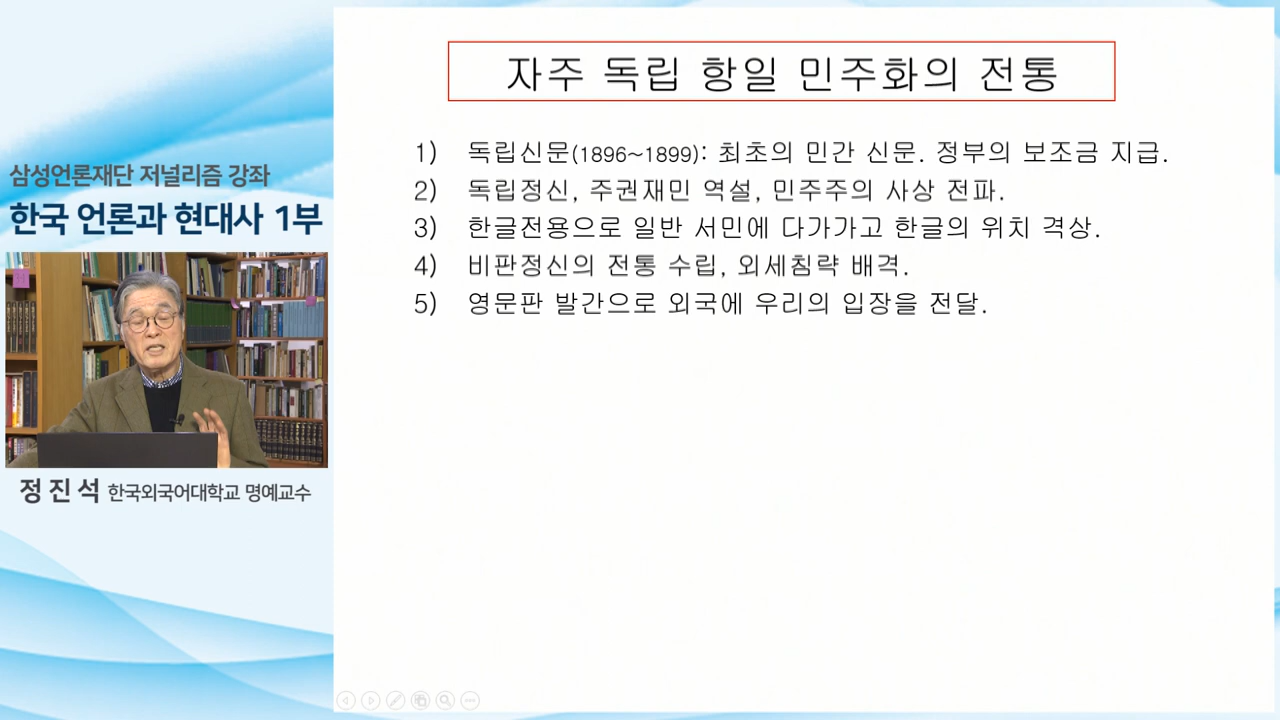 삼성언론재단 저널리즘 강좌
한국 언론과 현대사 1부
정 진 석 한국외국어대학교 명예교수
자주 독립 항일 민주화의 전통
1) 독립신문(1896~1899): 최초의 민간 신문. 정부의 보조금 지급.
2) 독립정신, 주권재민 역설, 민주주의 사상 전파.
3) 한글전용으로 일반 서민에 다가가고 한글의 위치 격상.
4) 비판정신의 전통 수립, 외세침략 배격.
5) 영문판 발간으로 외국에 우리의 입장을 전달.